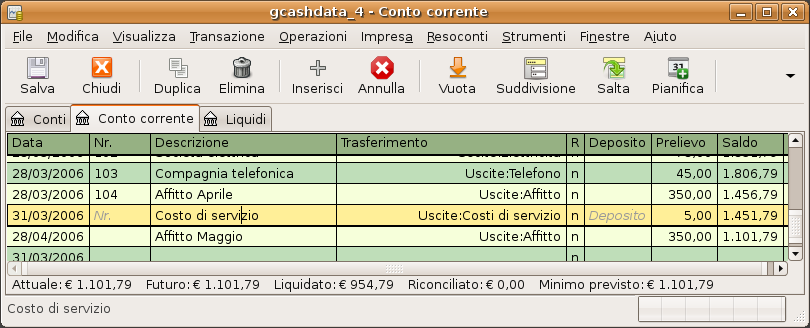 gcashdata_4 - Conto corrente
File Modifica Visualizza Transazione Operazioni Impresa Resoconti Strumenti Finestre Aiuto
Salva Chiudi Duplica Elimina Inserisci Annulla Vuota Suddivisione Salta Pianifica
Conti Conto corrente Liquidi
Data Nr. Descrizione Trasferimento R Deposito Prelievo Saldo
28/03/2006 103 Compagnia telefonica Uscite:Telefono n 45,00 1.806,79
28/03/2006 104 Affitto Aprile Uscite:Affitto n 350,00 1.456,79
31/03/2006 Nr. Costo di servizio Uscite:Costi di servizio n Deposito 5,00 1.451,79
28/04/2006 Affitto Maggio Uscite:Affitto n 350,00 1.101,79
31/03/2006 n
Attuale: € 1.101,79 Futuro: € 1.101,79 Liquidato: € 954,79 Riconciliato: € 0,00 Minimo previsto: € 1.101,79
Costo di servizio